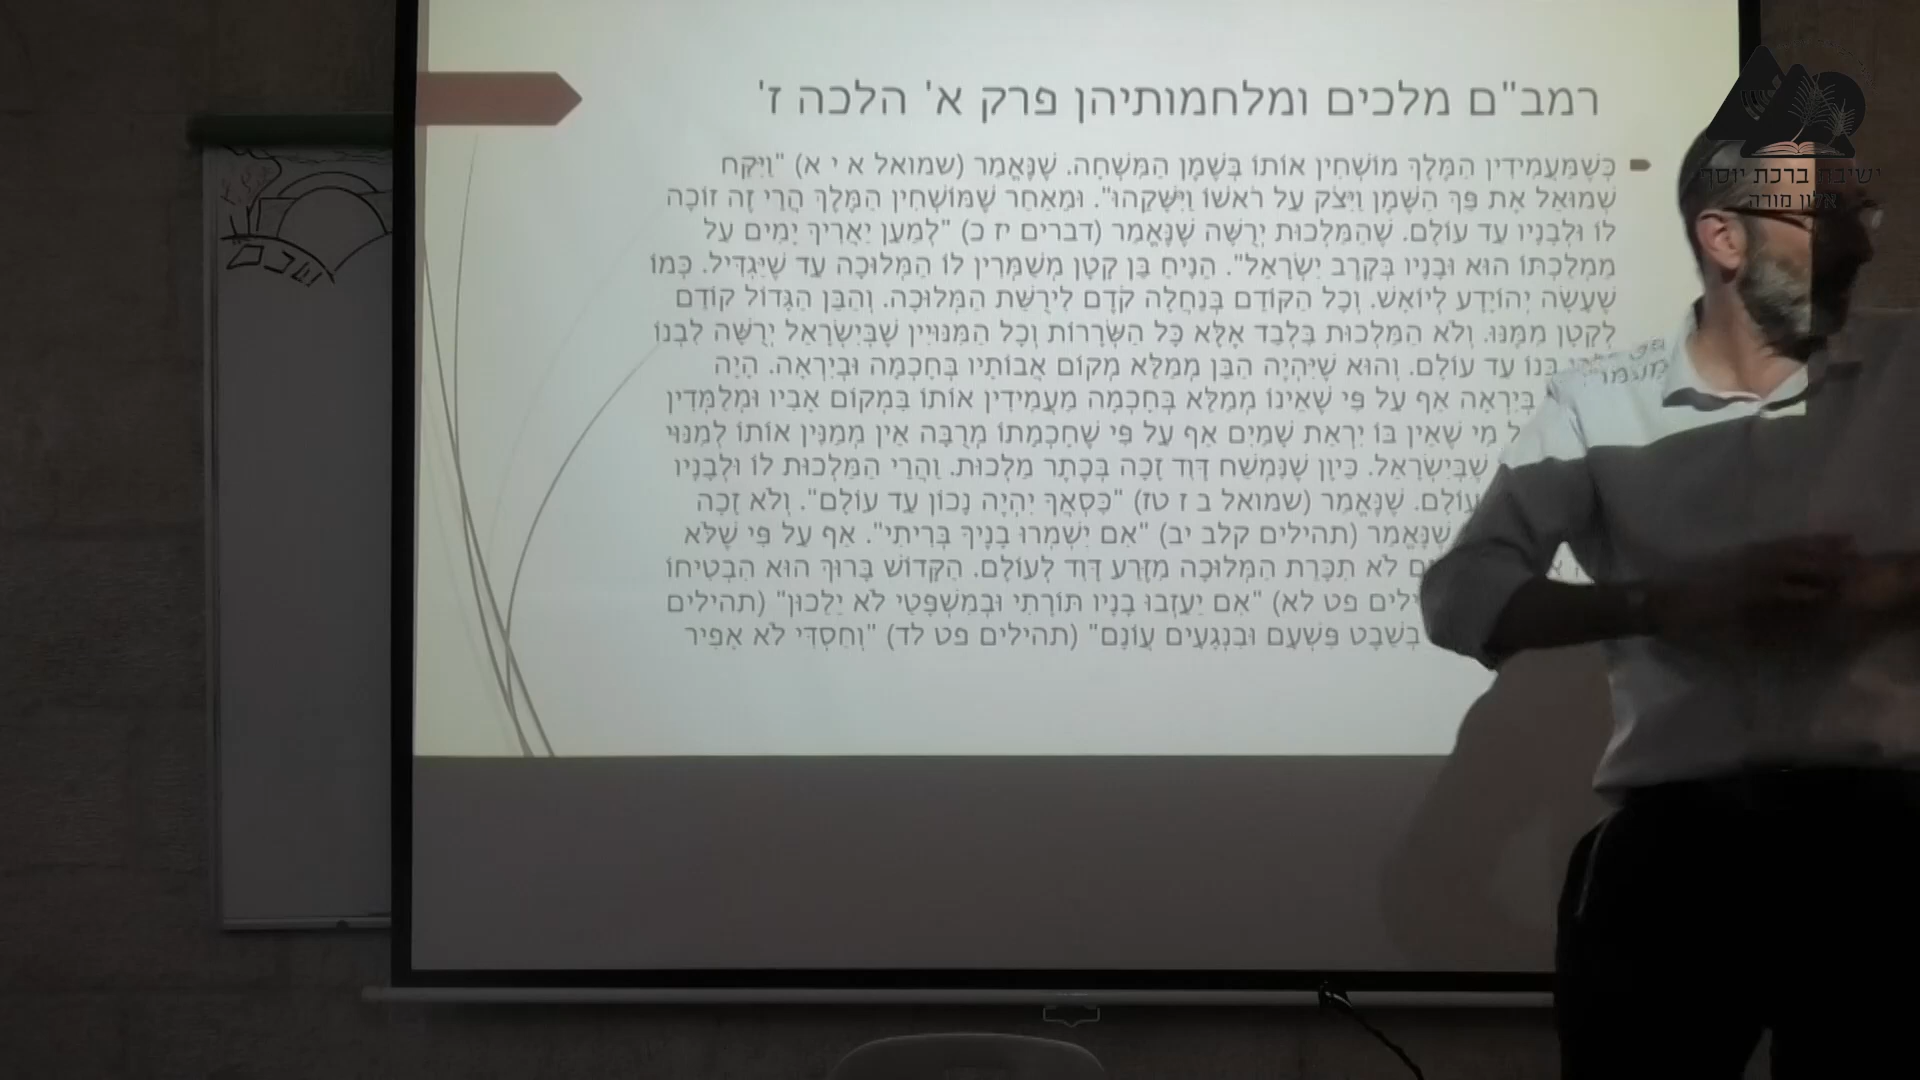 רמב"ם מלכים ומלחמותיהן פרק א' הלכה ז'
כְּשֶׁמַּעֲמִידִין הַמֶּלֶךְ מוֹשְׁחִין אוֹתוֹ בְּשֶׁמֶן הַמִּשְׁחָה. שֶׁנֶּאֱמַר (שמואל א י א) "וַיִּקַּח
שְׁמוּאֵל אֶת פַּךְ הַשֶּׁמֶן וַיִּצֹק עַל רֹאשׁוֹ וַיִּשָּׁקֵהוּ". וּמֵאַחַר שֶׁמּוֹשְׁחִין הַמֶּלֶךְ הֲרֵי זֶה זוֹכֶה
לוֹ וּלְבָנָיו עַד עוֹלָם. שֶׁהַמַּלְכוּת יְרֻשָּׁה שֶׁנֶּאֱמַר (דברים יז כ) "לְמַעַן יַאֲרִיךְ יָמִים עַל
מַמְלַכְתּוֹ הוּא וּבָנָיו בְּקֶרֶב יִשְׂרָאֵל". הִנִּיחַ בֵּן קָטָן מְשַׁמְּרִין לוֹ הַמְּלוּכָה עַד שֶׁיַּגְדִּיל. כְּמוֹ
שֶׁעָשָׂה יְהוֹיָדָע לְיוֹאָשׁ. וְכָל הַקּוֹדֵם בְּנַחֲלָה קֹדֶם לִירֻשַּׁת הַמְּלוּכָה. וְהַבֵּן הַגָּדוֹל קוֹדֵם
לְקָטָן מִמֶּנּוּ. וְלֹא הַמַּלְכוּת בִּלְבַד אֶלָּא כָּל הַשְּׂרָרוֹת וְכָל הַמִּנּוּיִין שֶׁבְּיִשְׂרָאֵל יְרֻשָּׁה לִבְנוֹ
בְּנוֹ עַד עוֹלָם. וְהוּא שֶׁיִּהְיֶה הַבֵּן מְמַלֵּא מְקוֹם אֲבוֹתָיו בְּחָכְמָה וּבְיִרְאָה. הָיָה
בְּיִרְאָה אַף עַל פִּי שֶׁאֵינוֹ מְמַלֵּא בְּחָכְמָה מַעֲמִידִין אוֹתוֹ בִּמְקוֹם אָבִיו וּמְלַמְּדִין
מִי שֶׁאֵין בּוֹ יִרְאַת שָׁמַיִם אַף עַל פִּי שֶׁחָכְמָתוֹ מְרֻבָּה אֵין מְמַנִּין אוֹתוֹ לְמִנּוּי
שֶׁבְּיִשְׂרָאֵל. כֵּיוָן שֶׁנִּמְשַׁח דָּוִד זָכָה בְּכֶתֶר מַלְכוּת. וַהֲרֵי הַמַּלְכוּת לוֹ וּלְבָנָיו
עוֹלָם. שֶׁנֶּאֱמַר (שמואל ב ז טז) "כִּסְאֲךָ יִהְיֶה נָכוֹן עַד עוֹלָם". וְלֹא זָכָה
שֶׁנֶּאֱמַר (תהילים קלב יב) "אִם יִשְׁמְרוּ בָנֶיךָ בְּרִיתִי". אַף עַל פִּי שֶׁלֹּא
לֹא תִכָּרֵת הַמְּלוּכָה מִזֶּרַע דָּוִד לְעוֹלָם. הַקָּדוֹשׁ בָּרוּךְ הוּא הִבְטִיחוֹ
פט לא) "אִם יַעַזְבוּ בָנָיו תּוֹרָתִי וּבְמִשְׁפָּטַי לֹא יֵלֵכוּן" (תהילים
בְשֵׁבֶט פִּשְׁעָם וּבִנְגָעִים עֲוֹנָם" (תהילים פט לד) "וְחַסְדִּי לֹא אָפִיר
ישיבת ברכת יוסף
אלון מורה
שכם